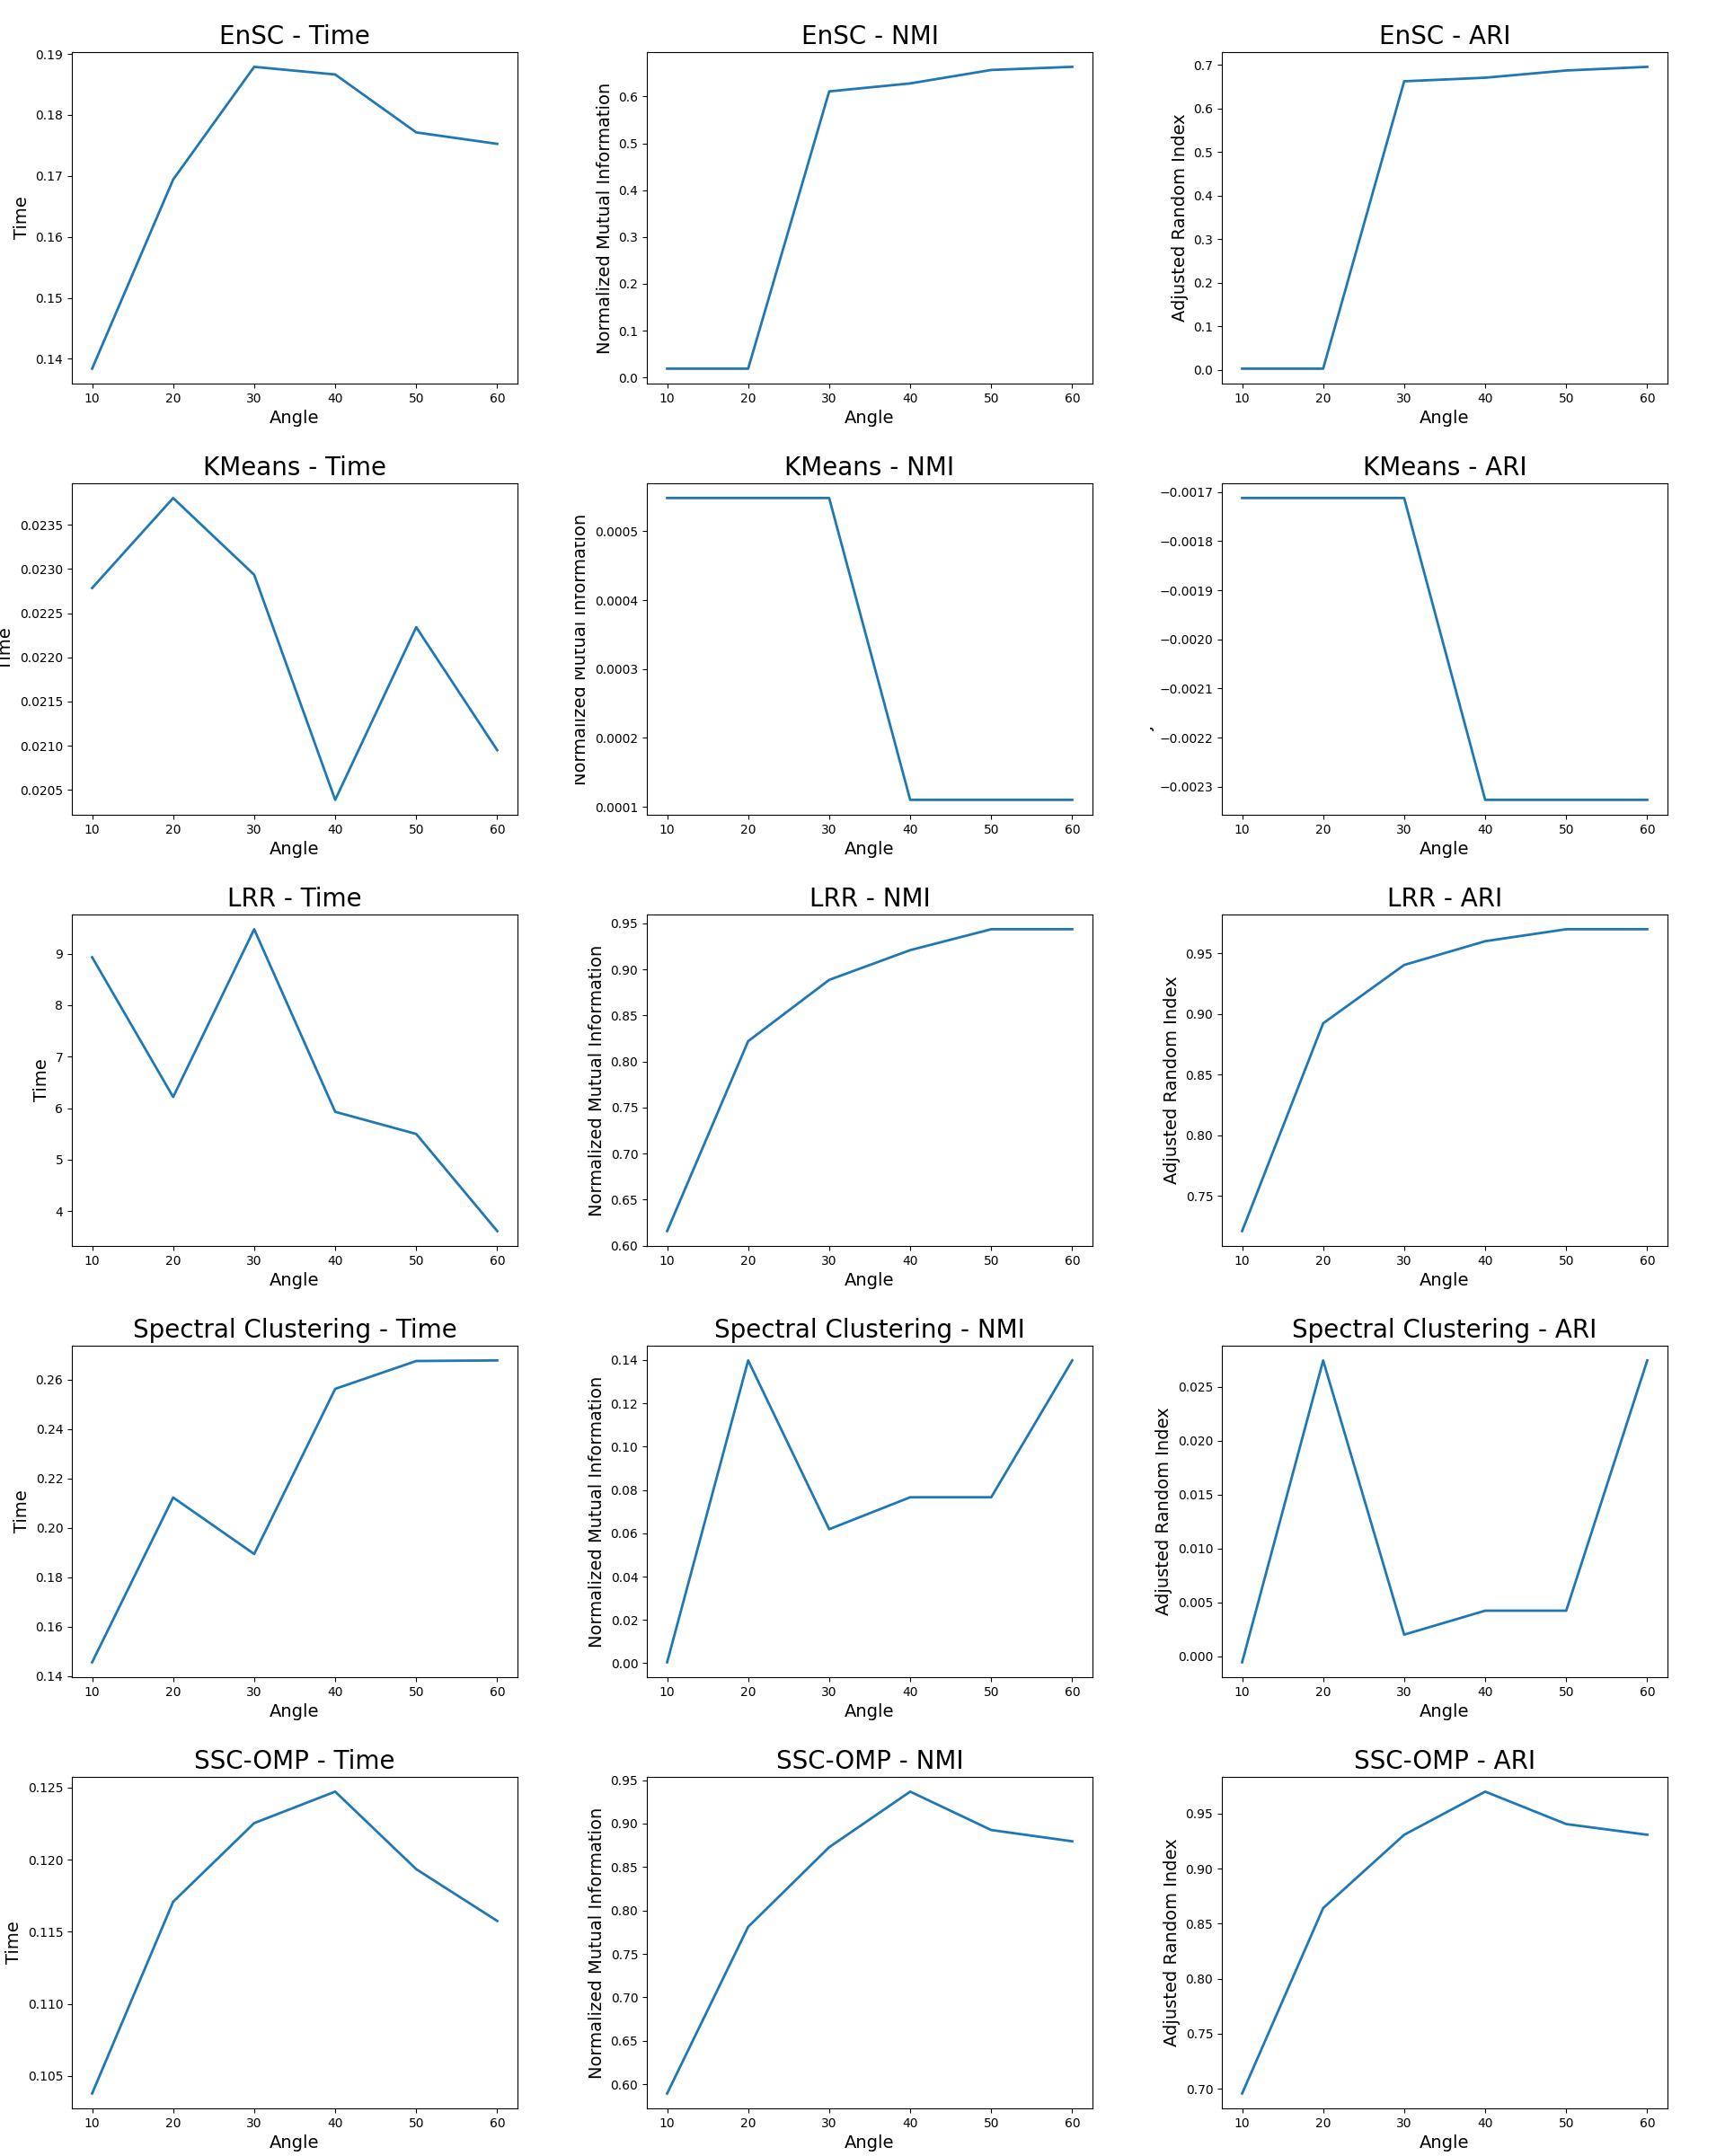 EnSC - Time
0.19
0.18
0.17
0.16
0.15
0.14
Time
10 20 30 40 50 60
Angle
EnSC - NMI
0.6
0.5
0.4
0.3
0.2
0.1
0.0
Normalized Mutual Information
10 20 30 40 50 60
Angle
EnSC - ARI
0.7
0.6
0.5
0.4
0.3
0.2
0.1
0.0
Adjusted Random Index
10 20 30 40 50 60
Angle
KMeans - Time
0.0235
0.0230
0.0225
0.0220
0.0215
0.0210
0.0205
Time
10 20 30 40 50 60
Angle
KMeans - NMI
0.0005
0.0004
0.0003
0.0002
0.0001
Normalized Mutual Information
10 20 30 40 50 60
Angle
KMeans - ARI
−0.0017
−0.0018
−0.0019
−0.0020
−0.0021
−0.0022
−0.0023
10 20 30 40 50 60
Angle
LRR - Time
9
8
7
6
5
4
Time
10 20 30 40 50 60
Angle
LRR - NMI
0.95
0.90
0.85
0.80
0.75
0.70
0.65
0.60
Normalized Mutual Information
10 20 30 40 50 60
Angle
LRR - ARI
0.95
0.90
0.85
0.80
0.75
Adjusted Random Index
10 20 30 40 50 60
Angle
Spectral Clustering - Time
0.26
0.24
0.22
0.20
0.18
0.16
0.14
Time
10 20 30 40 50 60
Angle
Spectral Clustering - NMI
0.14
0.12
0.10
0.08
0.06
0.04
0.02
0.00
Normalized Mutual Information
10 20 30 40 50 60
Angle
Spectral Clustering - ARI
0.025
0.020
0.015
0.010
0.005
0.000
Adjusted Random Index
10 20 30 40 50 60
Angle
SSC-OMP - Time
0.125
0.120
0.115
0.110
0.105
Time
10 20 30 40 50 60
Angle
SSC-OMP - NMI
0.95
0.90
0.85
0.80
0.75
0.70
0.65
0.60
Normalized Mutual Information
10 20 30 40 50 60
Angle
SSC-OMP - ARI
0.95
0.90
0.85
0.80
0.75
0.70
Adjusted Random Index
10 20 30 40 50 60
Angle